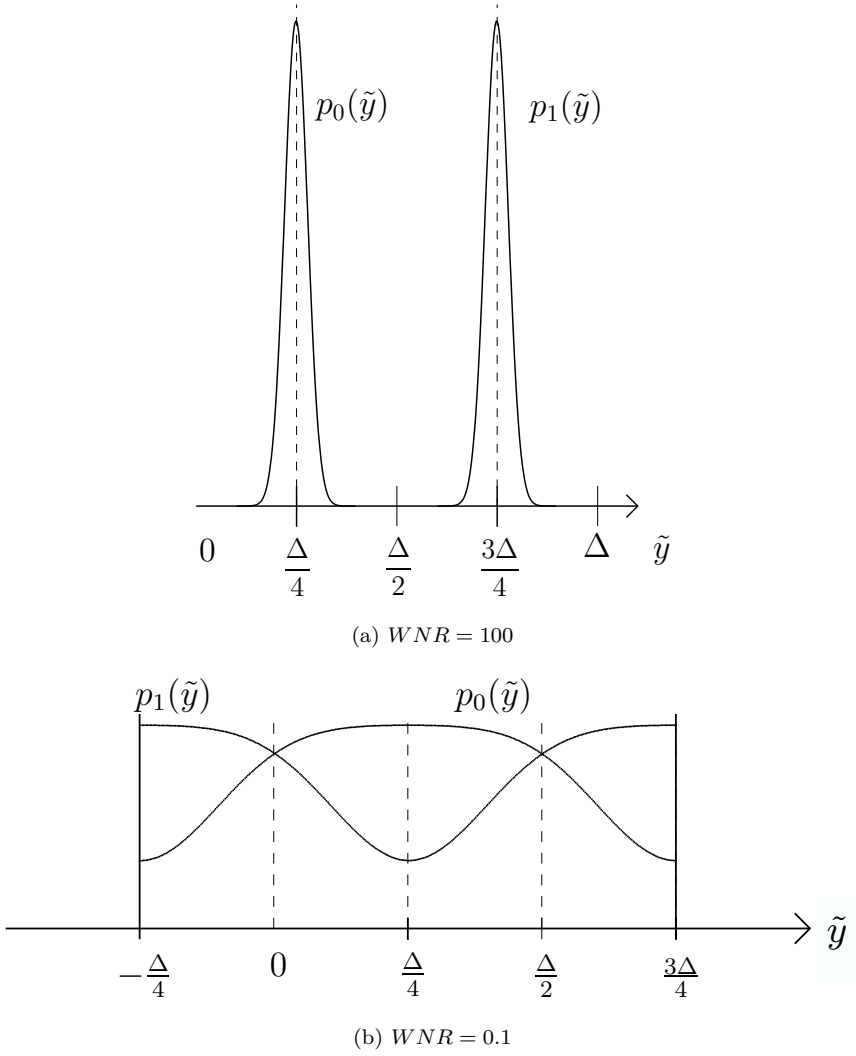 p₀(ỹ) p₁(ỹ)
0 Δ/4 Δ/2 3Δ/4 Δ ỹ
(a) WNR = 100
p₁(ỹ) p₀(ỹ)
−Δ/4 0 Δ/4 Δ/2 3Δ/4 ỹ
(b) WNR = 0.1